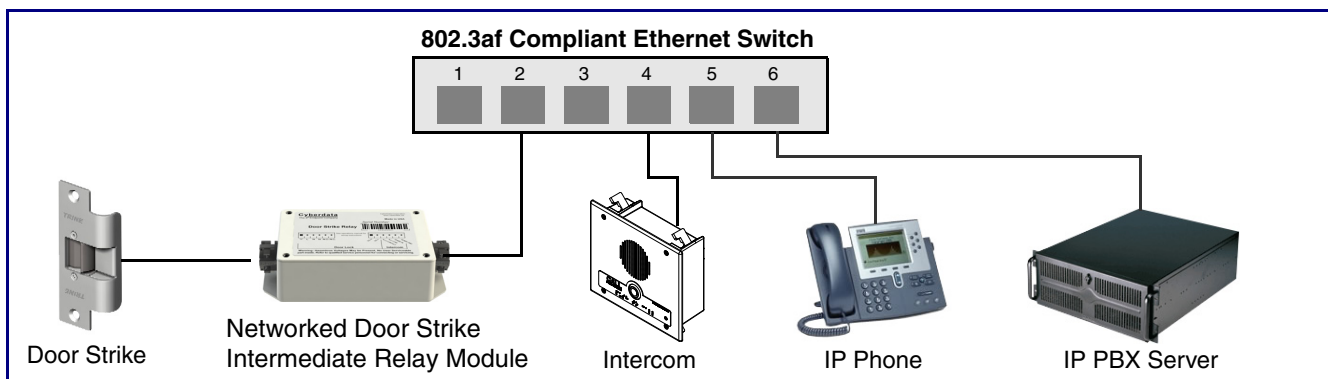 802.3af Compliant Ethernet Switch
1 2 3 4 5 6
Cyberdata
Door Strike Relay
Door Strike
Networked Door Strike
Intermediate Relay Module
Intercom
IP Phone
IP PBX Server